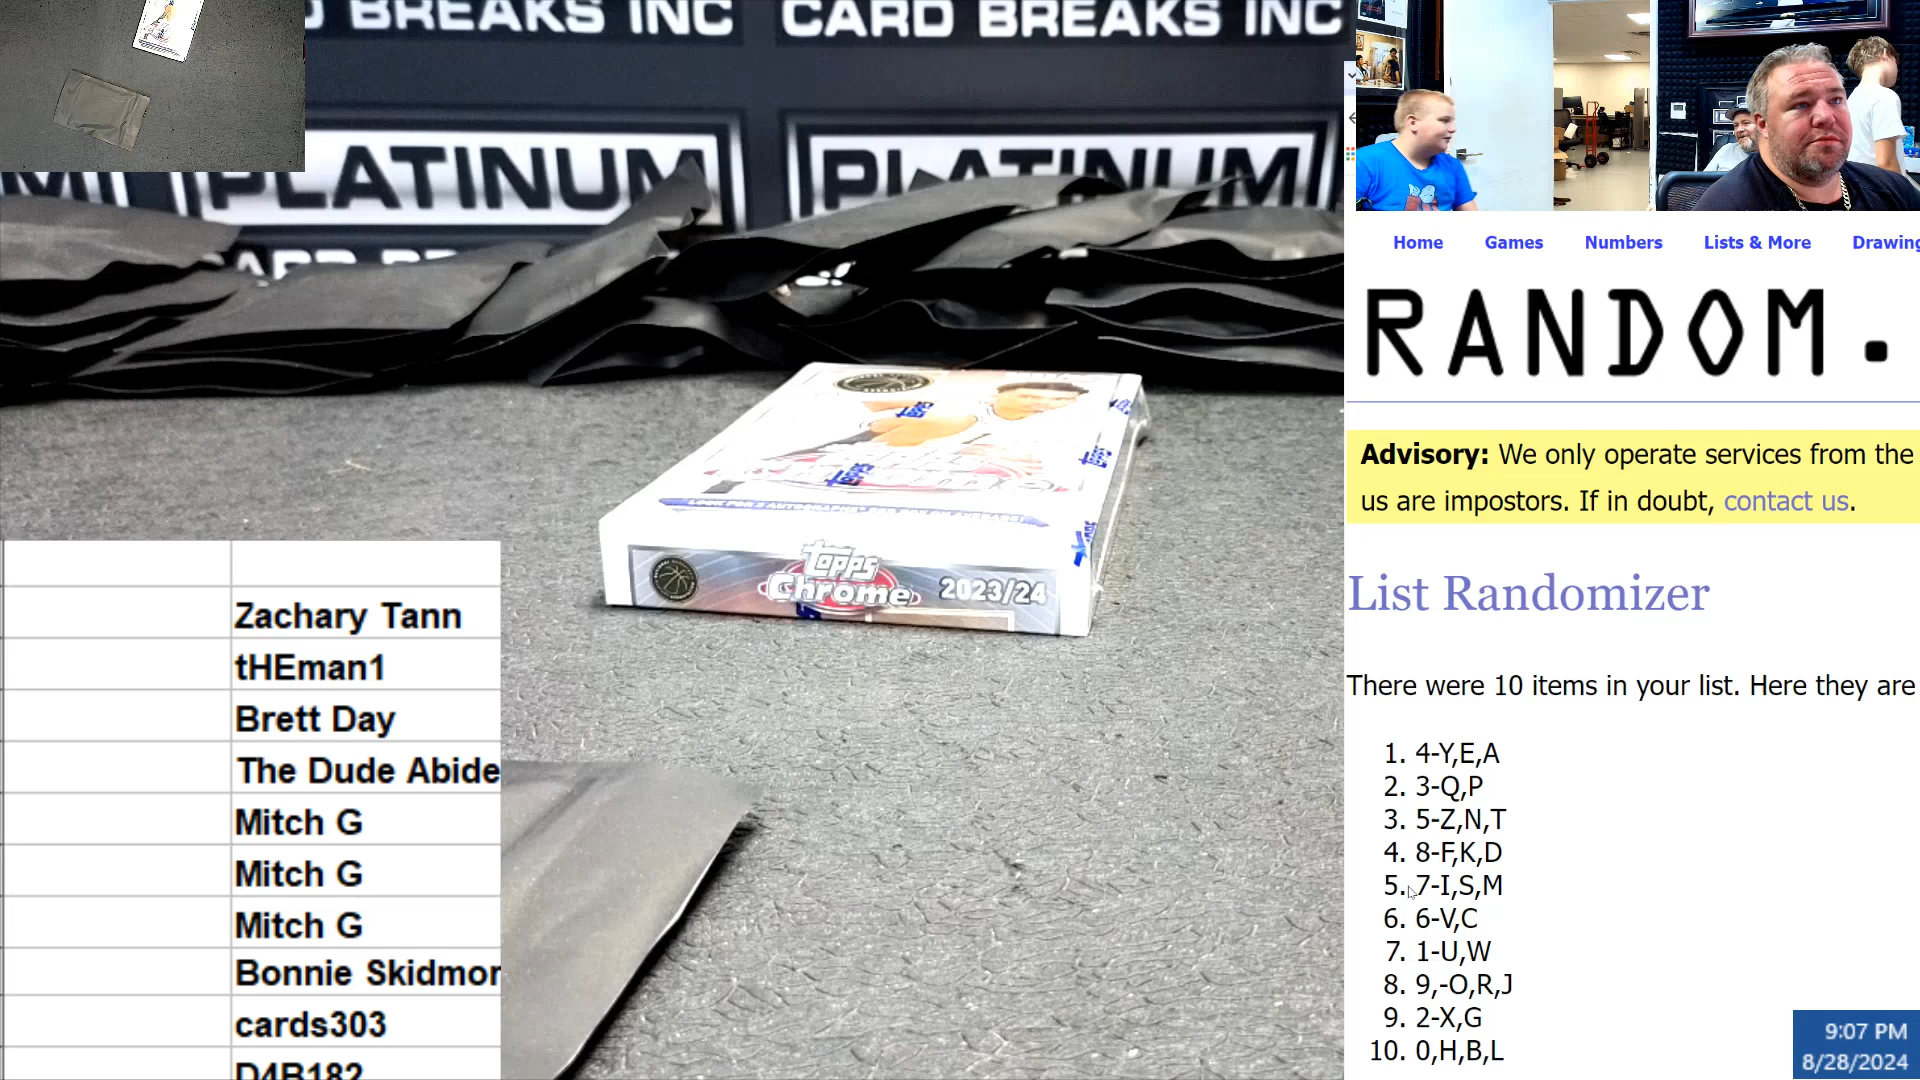 D BREAKS INC
CARD BREAKS INC
PLATINUM
PLATINUM
Topps
Chrome
2023/24
Zachary Tann
tHEman1
Brett Day
The Dude Abide
Mitch G
Mitch G
Mitch G
Bonnie Skidmor
cards303
D4B182
Home Games Numbers Lists & More Drawing
RANDOM.
Advisory: We only operate services from the
us are impostors. If in doubt, contact us.
List Randomizer
There were 10 items in your list. Here they are
1. 4-Y,E,A
2. 3-Q,P
3. 5-Z,N,T
4. 8-F,K,D
5. 7-I,S,M
6. 6-V,C
7. 1-U,W
8. 9,-O,R,J
9. 2-X,G
10. 0,H,B,L
9:07 PM
8/28/2024